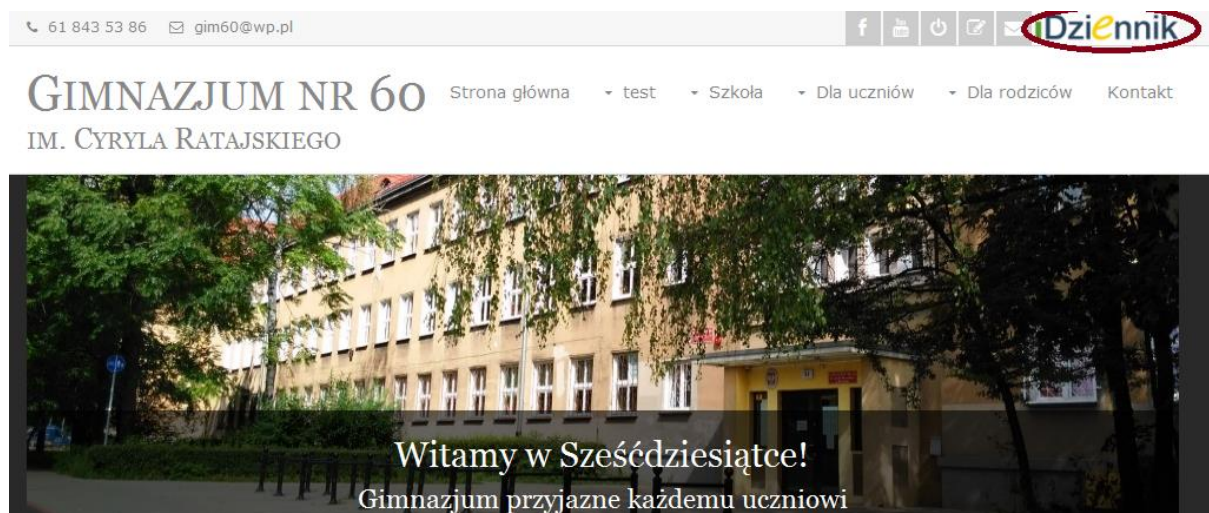 61 843 53 86 gim60@wp.pl
iDziennik
GIMNAZJUM NR 60
IM. CYRYLA RATAJSKIEGO
Strona główna test Szkoła Dla uczniów Dla rodziców Kontakt
Witamy w Sześćdziesiątce!
Gimnazjum przyjazne każdemu uczniowi